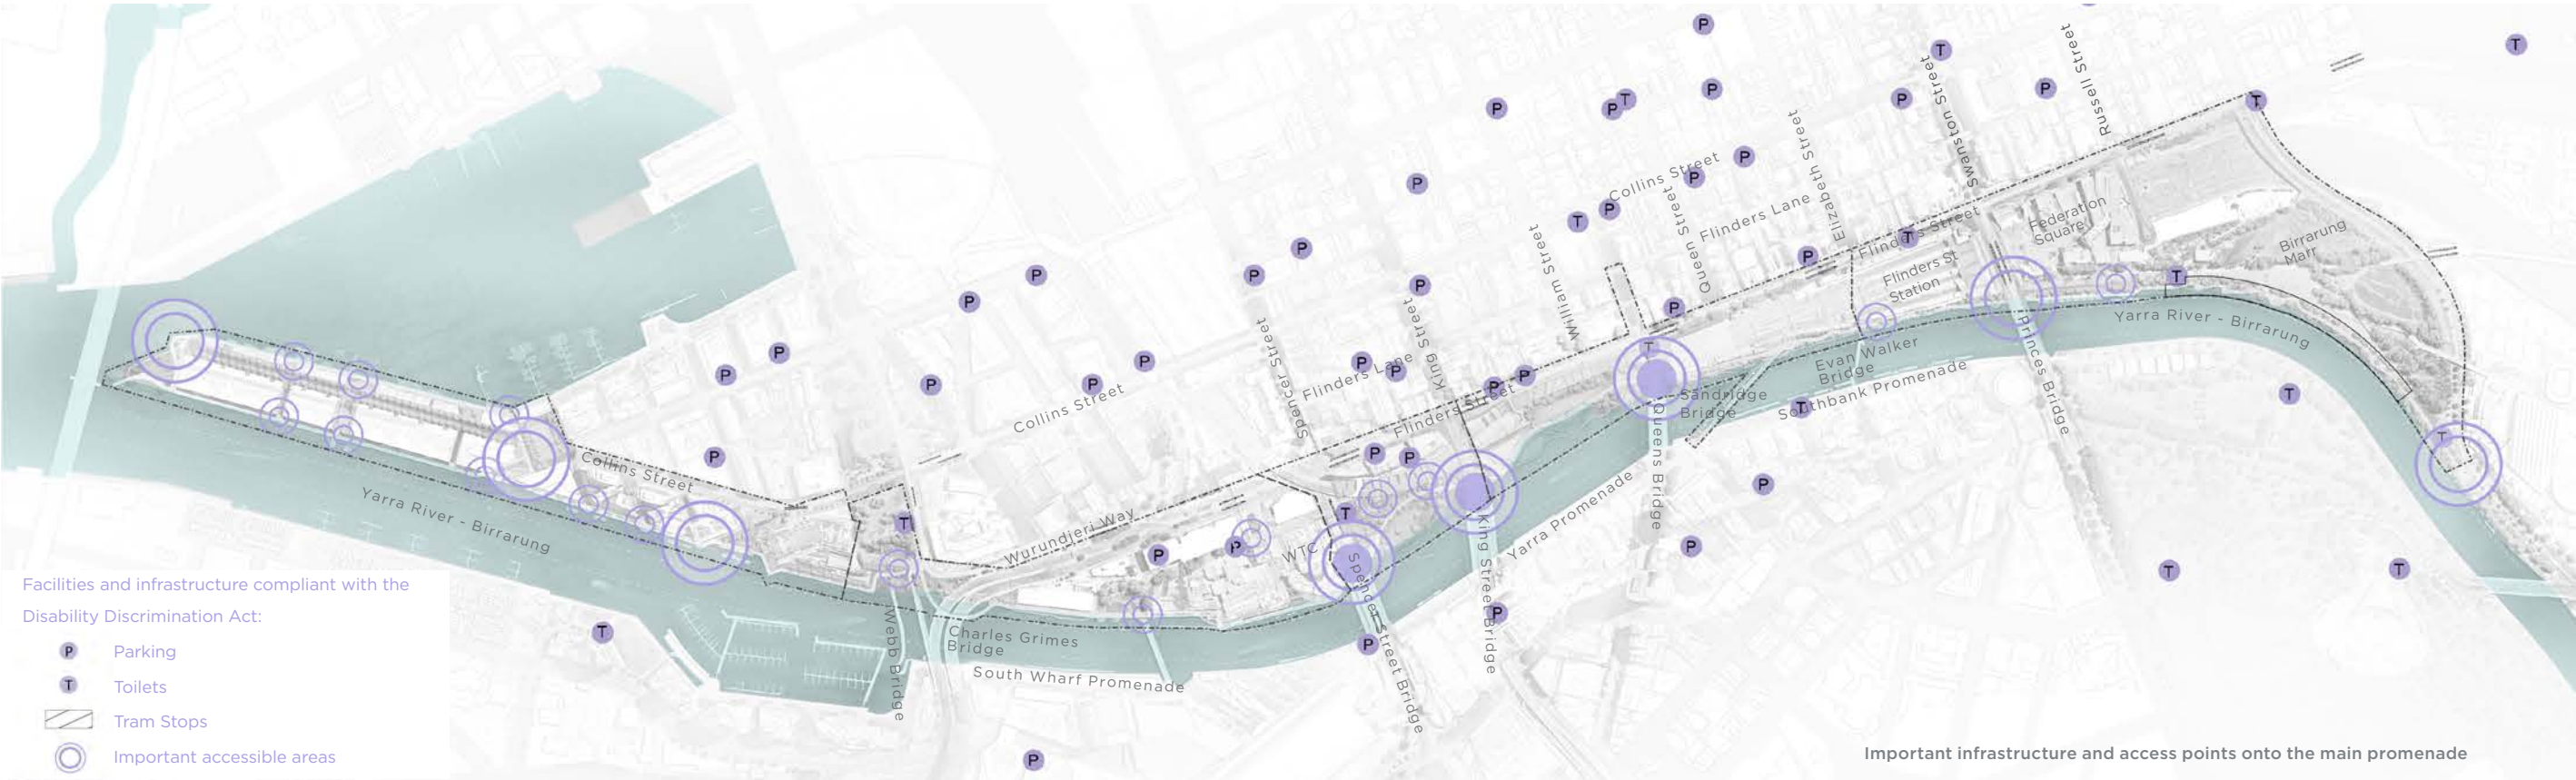 Russell Street
Swanston Street
Elizabeth Street
Collins Street
Queen Street
Flinders Lane
Flinders Street
Federation
Square
Birrarung
Marr
Flinders St
Station
William Street
King Street
Spencer Street
Flinders Lane
Flinders Street
Collins Street
Yarra River - Birrarung
Princes Bridge
Evan Walker
Bridge
Southbank Promenade
Sandridge
Bridge
Queens Bridge
Yarra Promenade
King Street Bridge
Spencer Street Bridge
WTC
Wurundjeri Way
Collins Street
Yarra River - Birrarung
Webb Bridge
Charles Grimes
Bridge
South Wharf Promenade
Facilities and infrastructure compliant with the
Disability Discrimination Act:
P Parking
T Toilets
Tram Stops
Important accessible areas
Important infrastructure and access points onto the main promenade